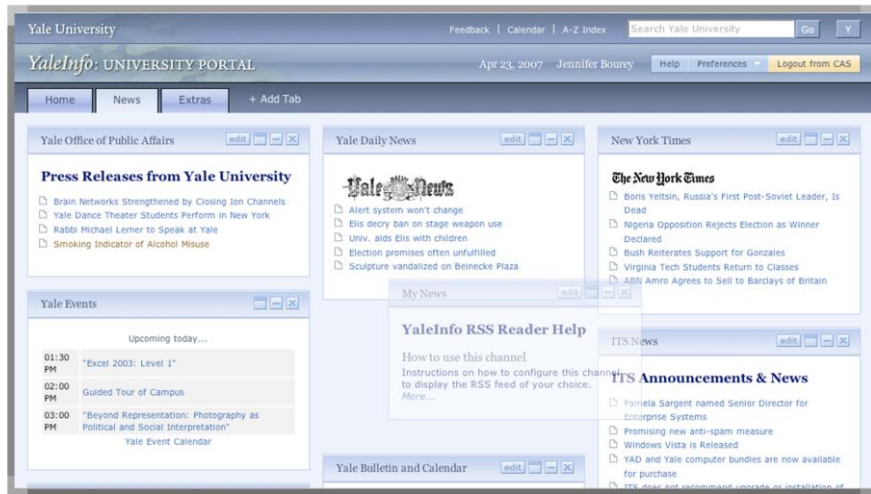 Yale University
Feedback | Calendar | A-Z Index
Search Yale University
Go
Y
YaleInfo: UNIVERSITY PORTAL
Apr 23, 2007 Jennifer Bourey
Help
Preferences
Logout from CAS
Home
News
Extras
+ Add Tab
Yale Office of Public Affairs
edit
Press Releases from Yale University
Brain Networks Strengthened by Closing Ion Channels
Yale Dance Theater Students Perform in New York
Rabbi Michael Lerner to Speak at Yale
Smoking Indicator of Alcohol Misuse
Yale Events
Upcoming today...
01:30 PM
"Excel 2003: Level 1"
02:00 PM
Guided Tour of Campus
03:00 PM
"Beyond Representation: Photography as
Political and Social Interpretation"
Yale Event Calendar
Yale Daily News
edit
Yale News
Alert system won't change
Elis decry ban on stage weapon use
Univ. aids Elis with children
Election promises often unfulfilled
Sculpture vandalized on Beinecke Plaza
My News
edit
YaleInfo RSS Reader Help
How to use this channel
Instructions on how to configure this channel
to display the RSS feed of your choice.
More...
Yale Bulletin and Calendar
edit
New York Times
edit
The New York Times
Boris Yeltsin, Russia's First Post-Soviet Leader, Is
Dead
Nigeria Opposition Rejects Election as Winner
Declared
Bush Reiterates Support for Gonzales
Virginia Tech Students Return to Classes
ABN Amro Agrees to Sell to Barclays of Britain
ITS News
edit
ITS Announcements & News
Pamela Sargent named Senior Director for
Enterprise Systems
Promising new anti-spam measure
Windows Vista is Released
YAD and Yale computer bundles are now available
for purchase
ITS does not recommend upgrade or installation of